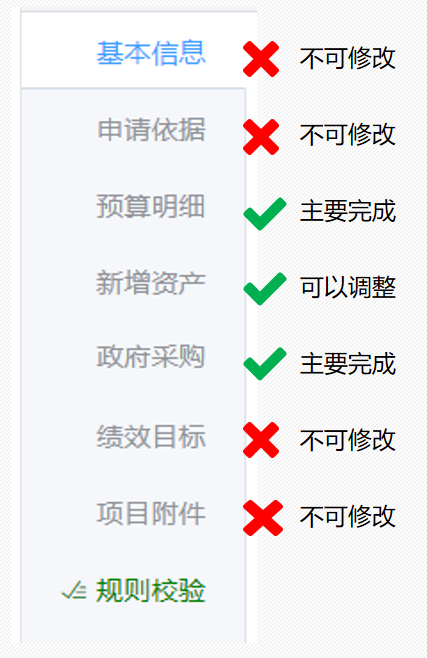 基本信息 不可修改
申请依据 不可修改
预算明细 主要完成
新增资产 可以调整
政府采购 主要完成
绩效目标 不可修改
项目附件 不可修改
规则校验